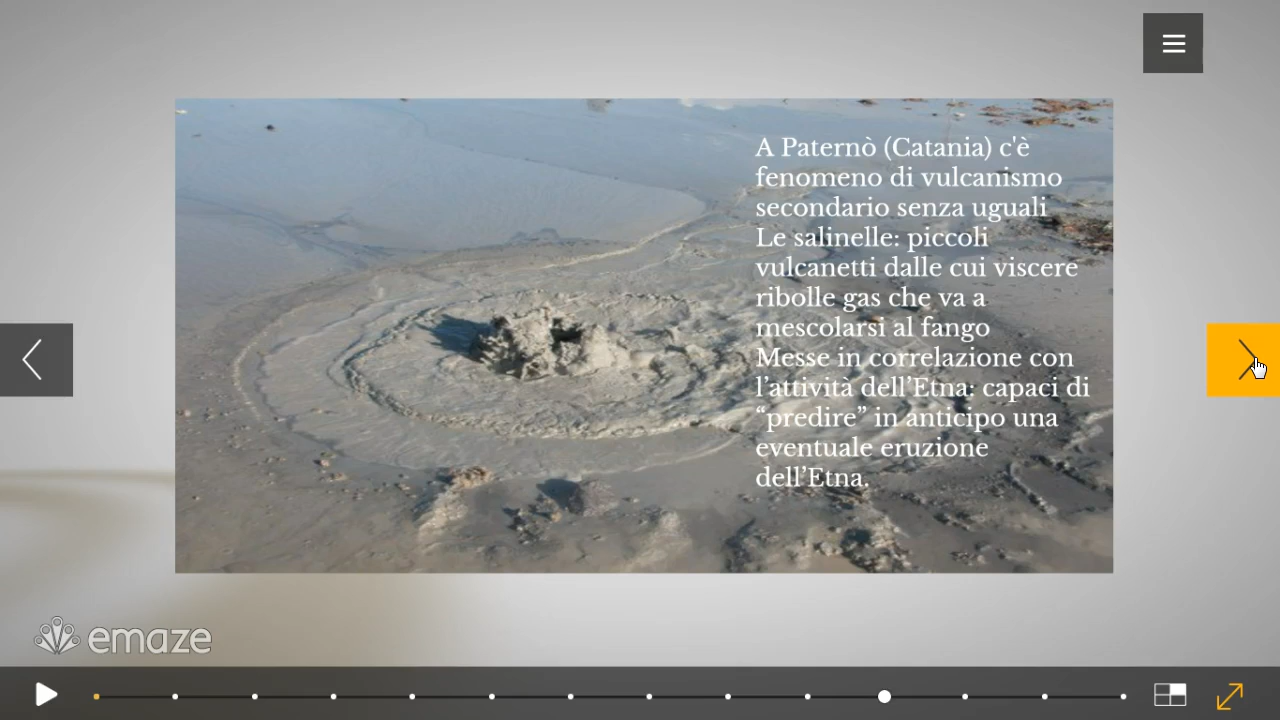 A Paternò (Catania) c'è
fenomeno di vulcanismo
secondario senza uguali
Le salinelle: piccoli
vulcanetti dalle cui viscere
ribolle gas che va a
mescolarsi al fango
Messe in correlazione con
l’attività dell’Etna: capaci di
“predire” in anticipo una
eventuale eruzione
dell’Etna.
emaze